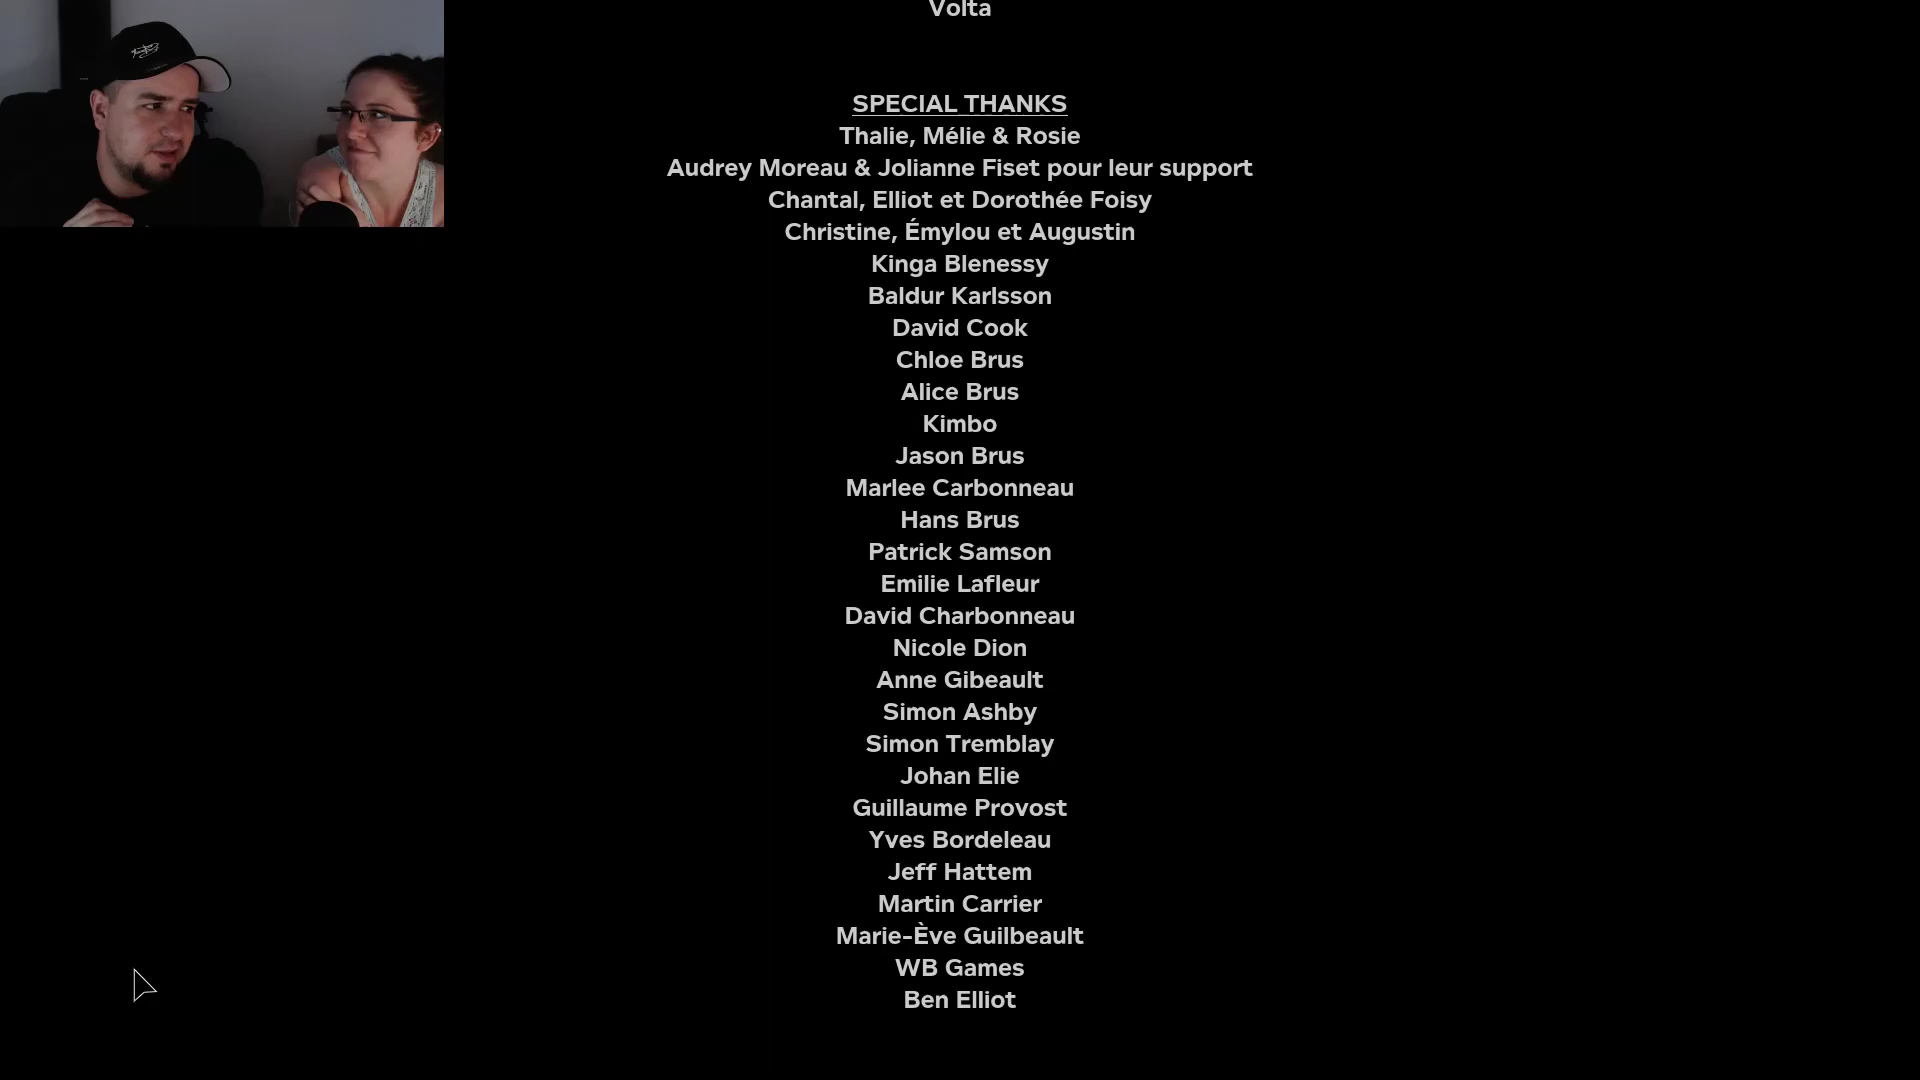 Volta
SPECIAL THANKS
Thalie, Mélie & Rosie
Audrey Moreau & Jolianne Fiset pour leur support
Chantal, Elliot et Dorothée Foisy
Christine, Émylou et Augustin
Kinga Blenessy
Baldur Karlsson
David Cook
Chloe Brus
Alice Brus
Kimbo
Jason Brus
Marlee Carbonneau
Hans Brus
Patrick Samson
Emilie Lafleur
David Charbonneau
Nicole Dion
Anne Gibeault
Simon Ashby
Simon Tremblay
Johan Elie
Guillaume Provost
Yves Bordeleau
Jeff Hattem
Martin Carrier
Marie-Ève Guilbeault
WB Games
Ben Elliot